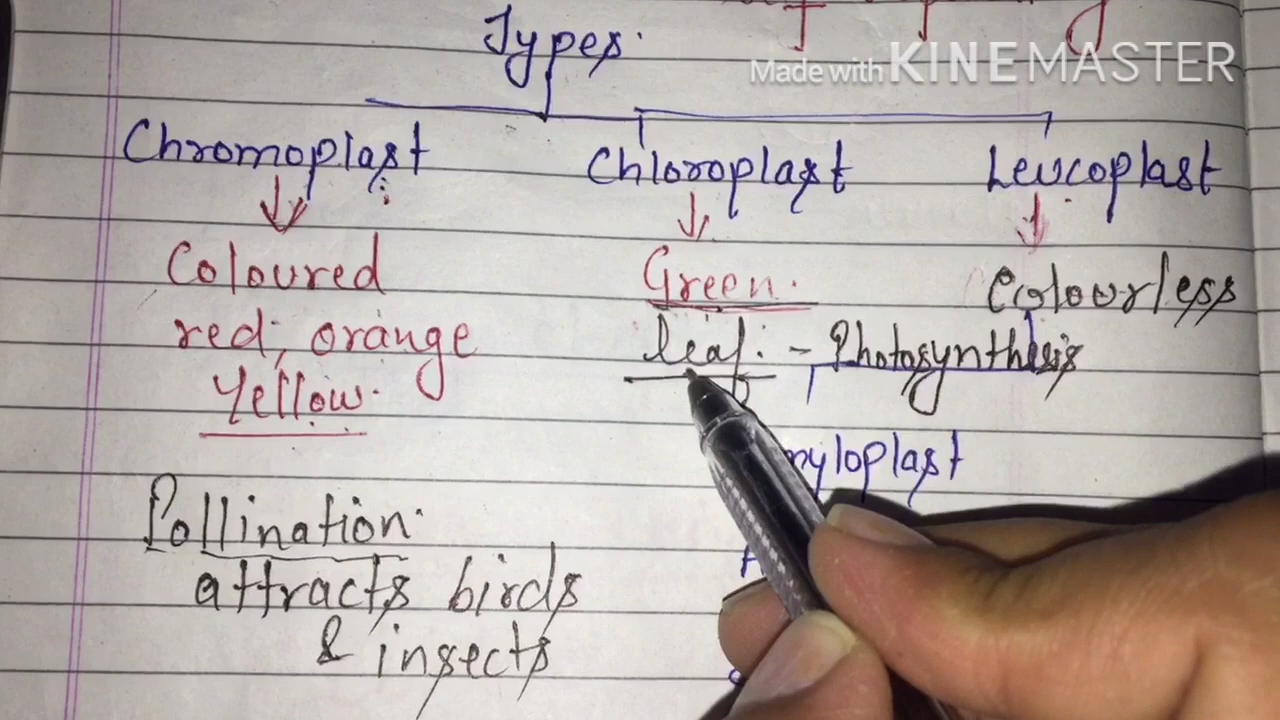 Types.
Made with KINEMASTER
Chromoplast Chloroplast Leucoplast
Coloured Green. Colourless
red, orange leaf. - Photosynthesis
Yellow.
myloplast
Pollination.
attracts birds
& insects